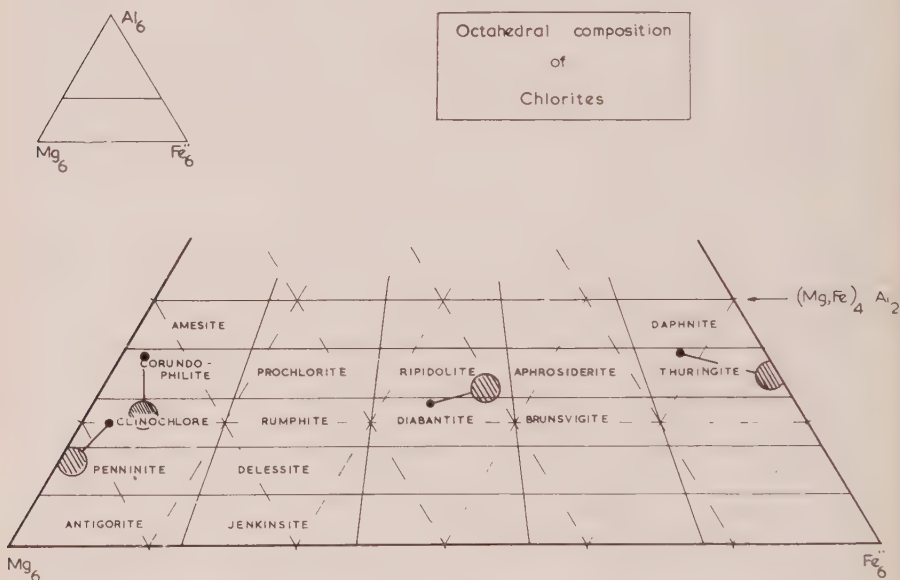 Al6
Mg6 Fe''6
Octahedral composition
of
Chlorites
(Mg,Fe)4 Al2
AMESITE DAPHNITE
CORUNDO-
PHILITE PROCHLORITE RIPIDOLITE APHROSIDERITE THURINGITE
CLINOCHLORE RUMPHITE DIABANTITE BRUNSVIGITE
PENNINITE DELESSITE
ANTIGORITE JENKINSITE
Mg6 Fe''6